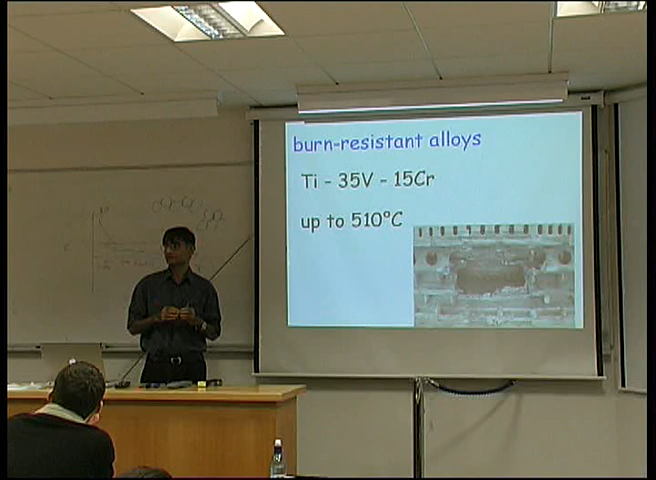 burn-resistant alloys
Ti - 35V - 15Cr
up to 510°C